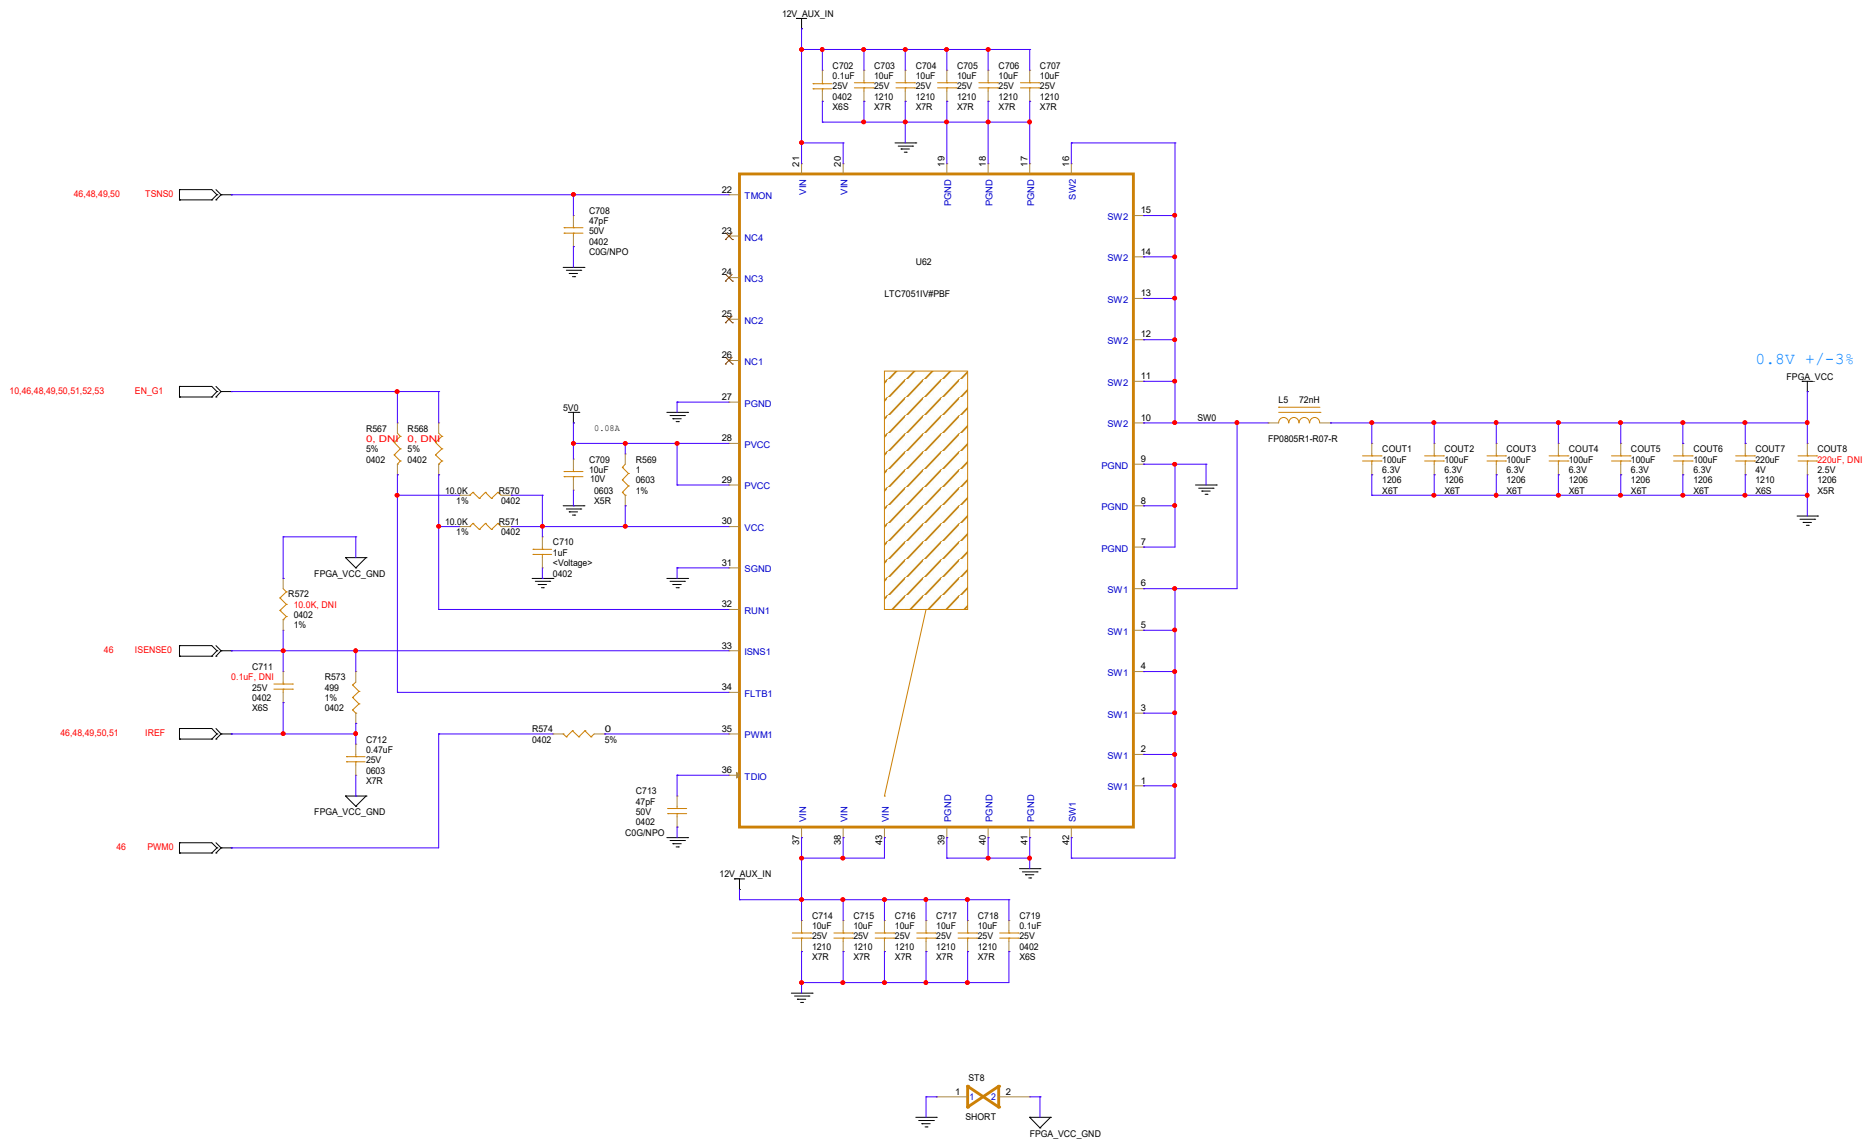 12V_AUX_IN
C702
0.1uF
25V
0402
X6S
C703
10uF
25V
1210
X7R
C704
10uF
25V
1210
X7R
C705
10uF
25V
1210
X7R
C706
10uF
25V
1210
X7R
C707
10uF
25V
1210
X7R
21
20
19
18
17
16
VIN
VIN
PGND
PGND
PGND
SW2
46,48,49,50 TSNS0
22 TMON
C708
47pF
50V
0402
C0G/NPO
23 NC4
24 NC3
25 NC2
26 NC1
U62
LTC7051IV#PBF
SW2 15
SW2 14
SW2 13
SW2 12
SW2 11
SW2 10
PGND 9
PGND 8
PGND 7
SW1 6
SW1 5
SW1 4
SW1 3
SW1 2
SW1 1
10,46,48,49,50,51,52,53 EN_G1
27 PGND
28 PVCC
29 PVCC
30 VCC
31 SGND
32 RUN1
33 ISNS1
34 FLTB1
35 PWM1
36 TDIO
R567
0, DNI
5%
0402
R568
0, DNI
5%
0402
5V0
0.08A
C709
10uF
10V
0603
X5R
R569
1
0603
1%
10.0K R570
1% 0402
10.0K R571
1% 0402
C710
1uF
<Voltage>
0402
FPGA_VCC_GND
R572
10.0K, DNI
0402
1%
46 ISENSE0
C711
0.1uF, DNI
25V
0402
X6S
R573
499
1%
0402
46,48,49,50,51 IREF
C712
0.47uF
25V
0603
X7R
FPGA_VCC_GND
R574 0
0402 5%
C713
47pF
50V
0402
C0G/NPO
46 PWM0
VIN
VIN
VIN
PGND
PGND
PGND
SW1
37
38
43
39
40
41
42
12V_AUX_IN
C714
10uF
25V
1210
X7R
C715
10uF
25V
1210
X7R
C716
10uF
25V
1210
X7R
C717
10uF
25V
1210
X7R
C718
10uF
25V
1210
X7R
C719
0.1uF
25V
0402
X6S
SW0
L5 72nH
FP0805R1-R07-R
0.8V +/-3%
FPGA_VCC
COUT1
100uF
6.3V
1206
X6T
COUT2
100uF
6.3V
1206
X6T
COUT3
100uF
6.3V
1206
X6T
COUT4
100uF
6.3V
1206
X6T
COUT5
100uF
6.3V
1206
X6T
COUT6
100uF
6.3V
1206
X6T
COUT7
220uF
4V
1210
X6S
COUT8
220uF, DNI
2.5V
1206
X5R
ST8
1 1 2 2
SHORT
FPGA_VCC_GND